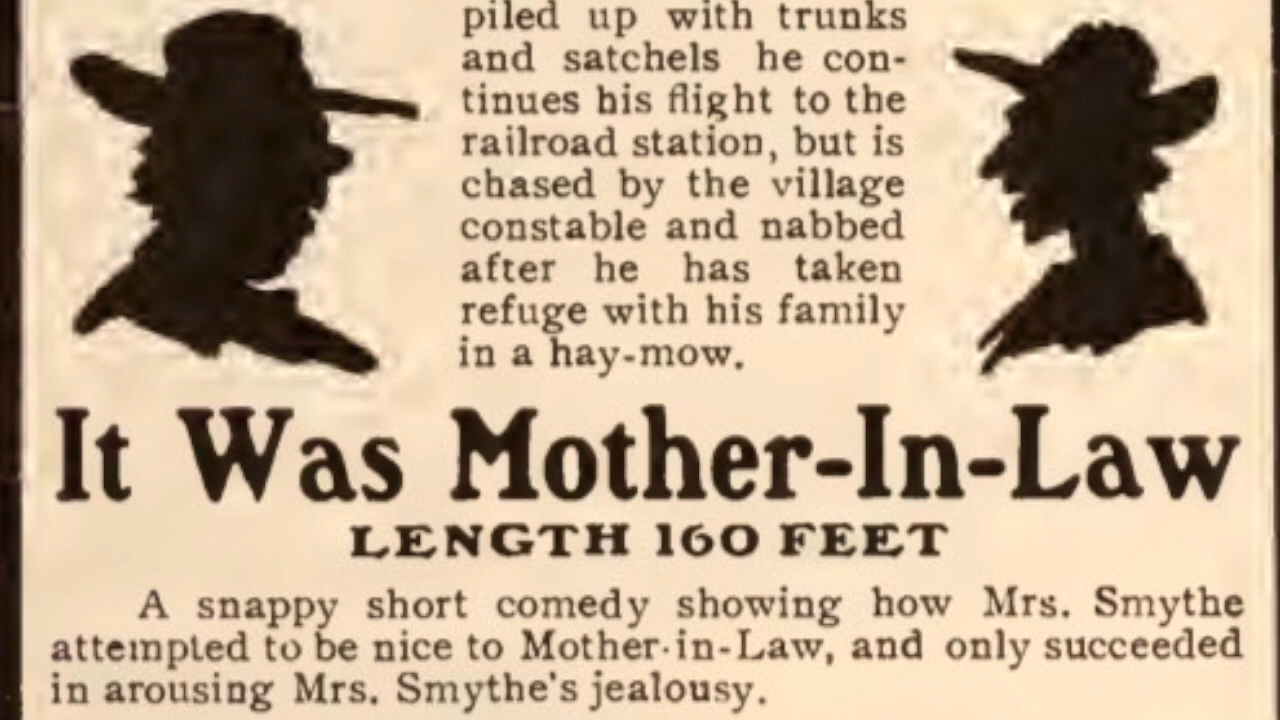 piled up with trunks
and satchels he con-
tinues his flight to the
railroad station, but is
chased by the village
constable and nabbed
after he has taken
refuge with his family
in a hay-mow.
It Was Mother-In-Law
LENGTH 160 FEET
A snappy short comedy showing how Mrs. Smythe
attempted to be nice to Mother-in-Law, and only succeeded
in arousing Mrs. Smythe's jealousy.